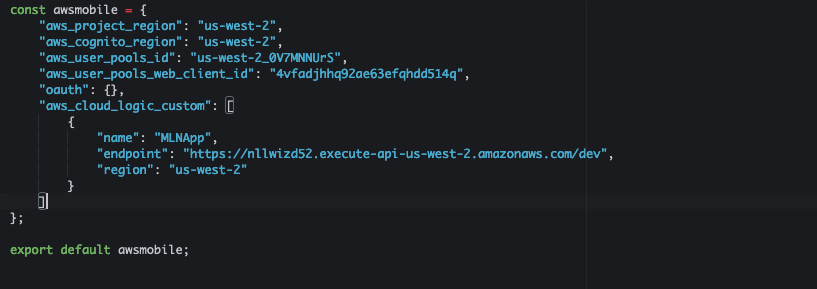 const awsmobile = {
    "aws_project_region": "us-west-2",
    "aws_cognito_region": "us-west-2",
    "aws_user_pools_id": "us-west-2_0V7MNNUrS",
    "aws_user_pools_web_client_id": "4vfadjhhq92ae63efqhdd514q",
    "oauth": {},
    "aws_cloud_logic_custom": [
        {
            "name": "MLNApp",
            "endpoint": "https://nllwizd52.execute-api-us-west-2.amazonaws.com/dev",
            "region": "us-west-2"
        }
    ]
};

export default awsmobile;